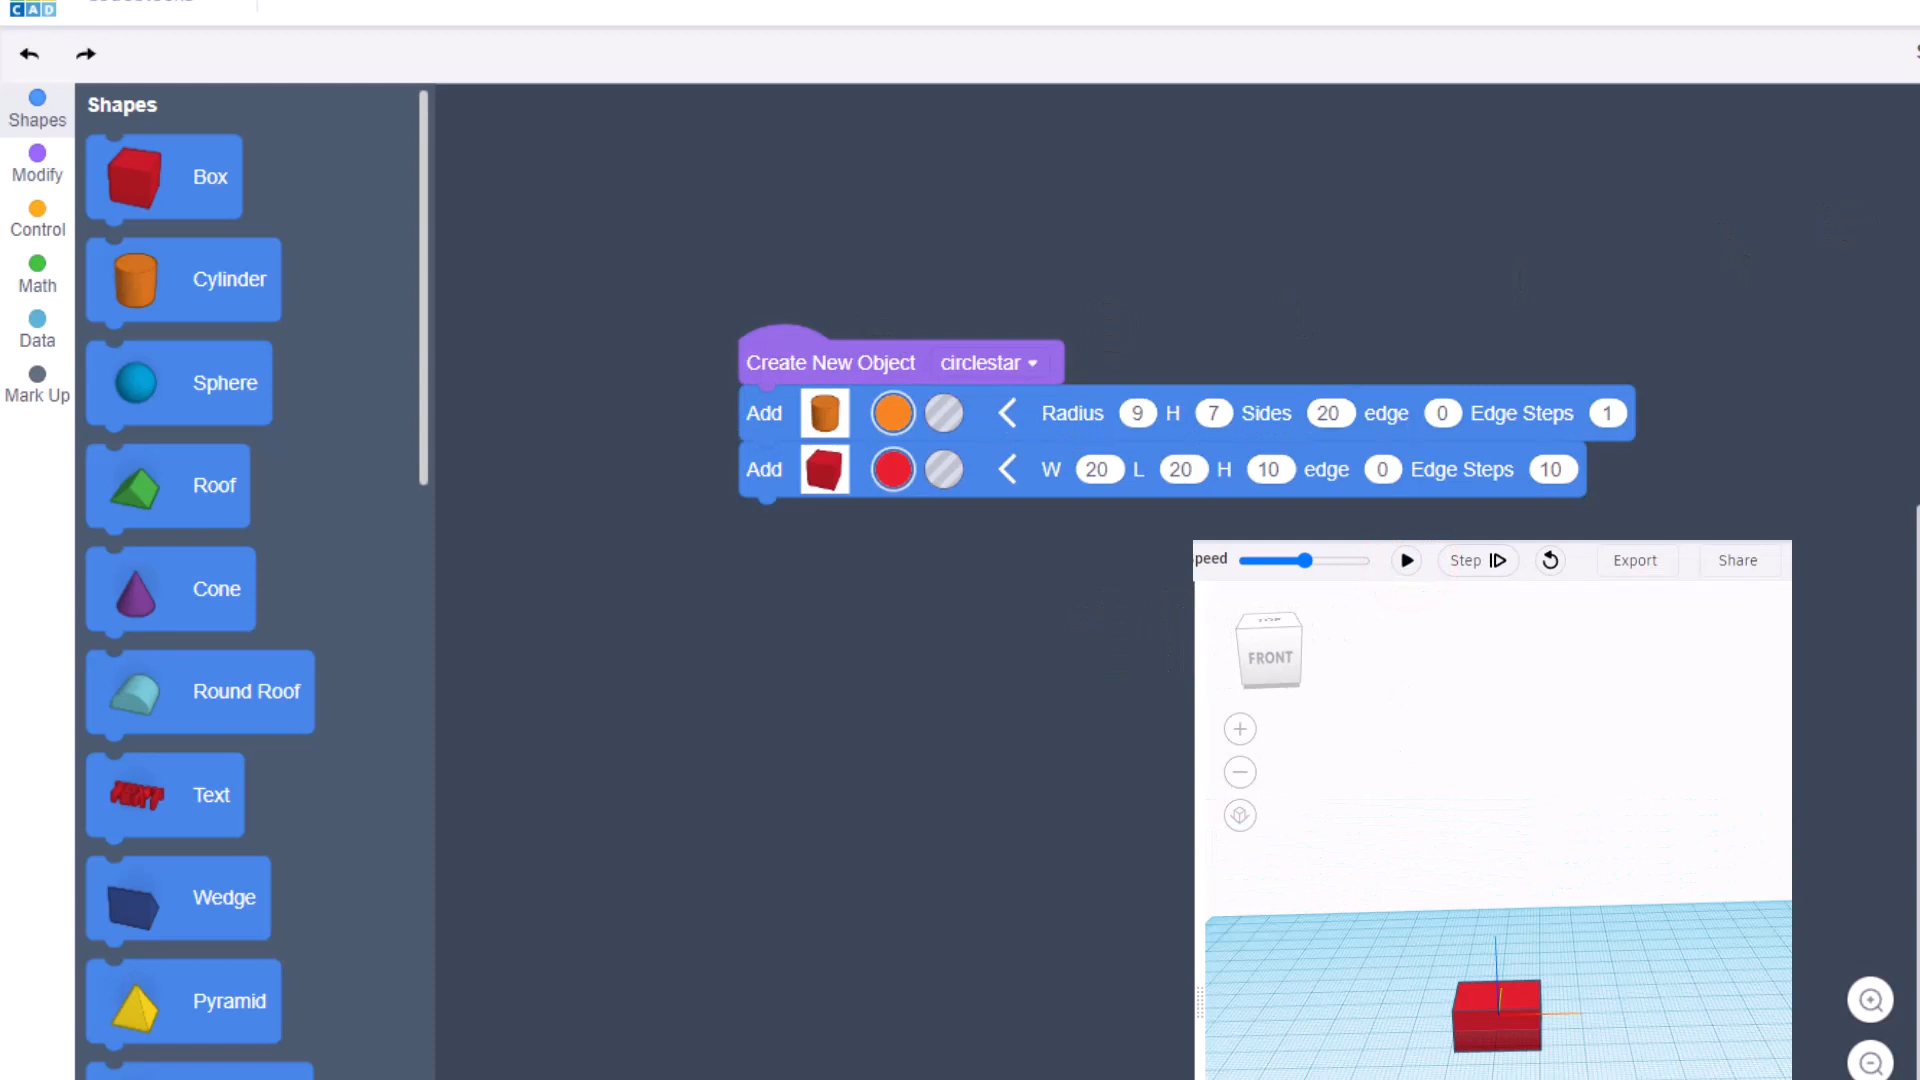 CAD
Shapes
Modify
Control
Math
Data
Mark Up
Shapes
Box
Cylinder
Sphere
Roof
Cone
Round Roof
Text
Wedge
Pyramid
Create New Object circlestar
Add Radius 9 H 7 Sides 20 edge 0 Edge Steps 1
Add W 20 L 20 H 10 edge 0 Edge Steps 10
peed Step Export Share
TOP
FRONT